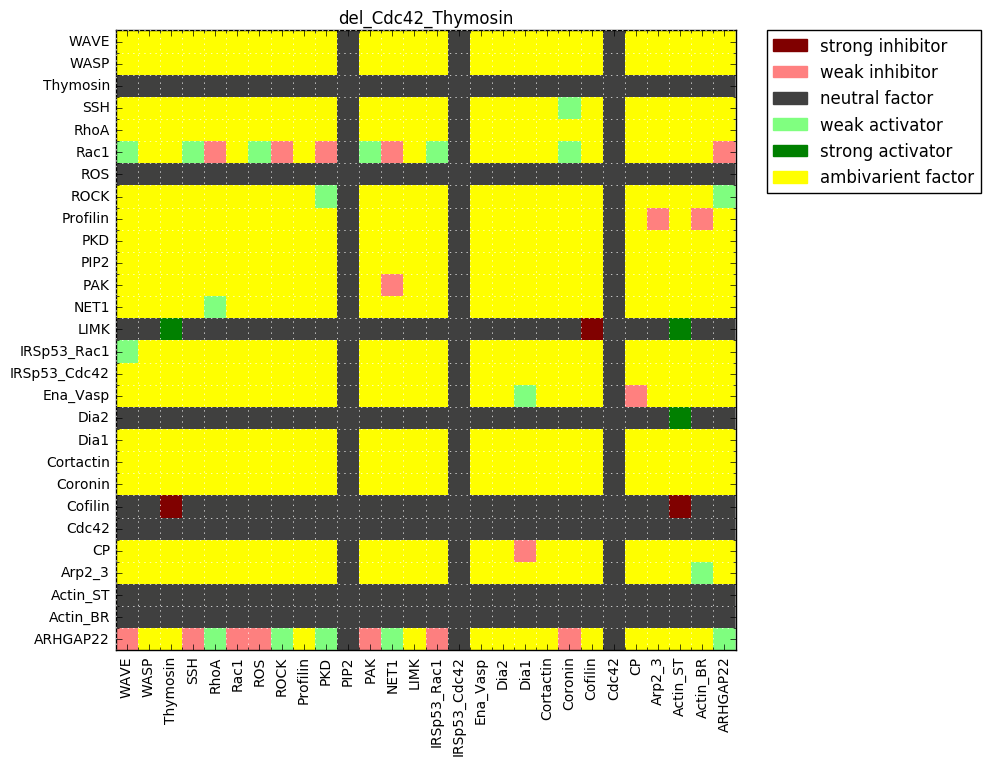 del_Cdc42_Thymosin
WAVE
WASP
Thymosin
SSH
RhoA
Rac1
ROS
ROCK
Profilin
PKD
PIP2
PAK
NET1
LIMK
IRSp53_Rac1
IRSp53_Cdc42
Ena_Vasp
Dia2
Dia1
Cortactin
Coronin
Cofilin
Cdc42
CP
Arp2_3
Actin_ST
Actin_BR
ARHGAP22
WAVE
WASP
Thymosin
SSH
RhoA
Rac1
ROS
ROCK
Profilin
PKD
PIP2
PAK
NET1
LIMK
IRSp53_Rac1
IRSp53_Cdc42
Ena_Vasp
Dia2
Dia1
Cortactin
Coronin
Cofilin
Cdc42
CP
Arp2_3
Actin_ST
Actin_BR
ARHGAP22
strong inhibitor
weak inhibitor
neutral factor
weak activator
strong activator
ambivarient factor